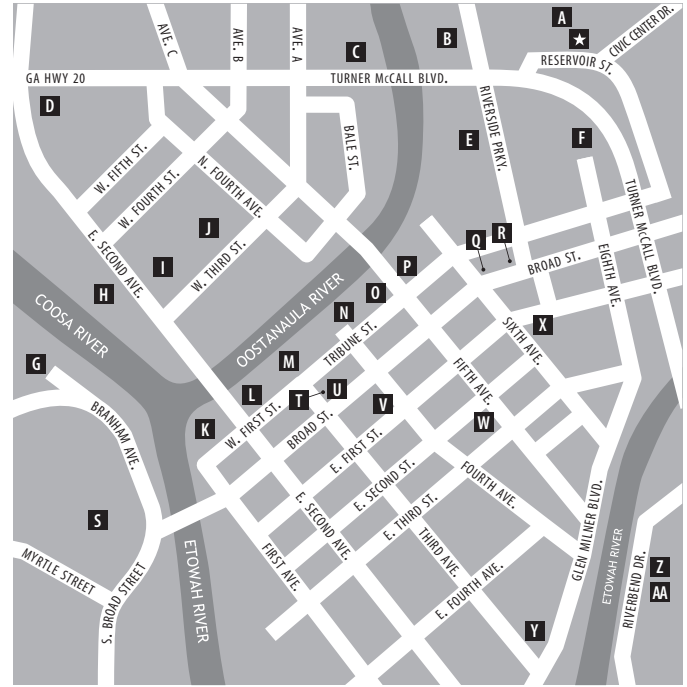 A
★
CIVIC CENTER DR.
AVE. C
AVE. B
AVE. A
C
B
RESERVOIR ST.
GA HWY 20
TURNER McCALL BLVD.
D
RIVERSIDE PRKY.
E
F
BALE ST.
W. FIFTH ST.
W. FOURTH ST.
N. FOURTH AVE.
TURNER McCALL BLVD.
J
W. THIRD ST.
E. SECOND AVE.
I
H
Q
R
BROAD ST.
EIGHTH AVE.
P
O
OOSTANAULA RIVER
COOSA RIVER
N
TRIBUNE ST.
X
SIXTH AVE.
G
M
FIFTH AVE.
L
T
U
V
BRANHAM AVE.
K
W. FIRST ST.
BROAD ST.
W
E. FIRST ST.
E. SECOND ST.
FOURTH AVE.
E. THIRD ST.
S
E. SECOND AVE.
THIRD AVE.
GLEN MILNER BLVD.
FIRST AVE.
ETOWAH RIVER
ETOWAH RIVER
MYRTLE STREET
S. BROAD STREET
E. FOURTH AVE.
RIVERBEND DR.
Z
AA
Y